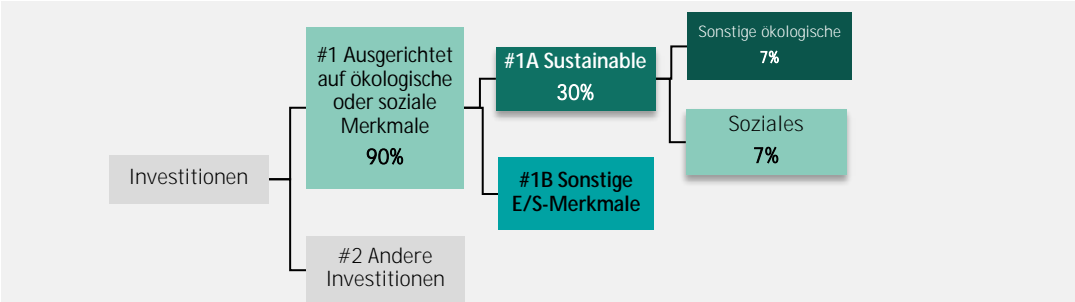 Investitionen
#1 Ausgerichtet
auf ökologische
oder soziale
Merkmale
90%
#2 Andere
Investitionen
#1A Sustainable
30%
#1B Sonstige
E/S-Merkmale
Sonstige ökologische
7%
Soziales
7%